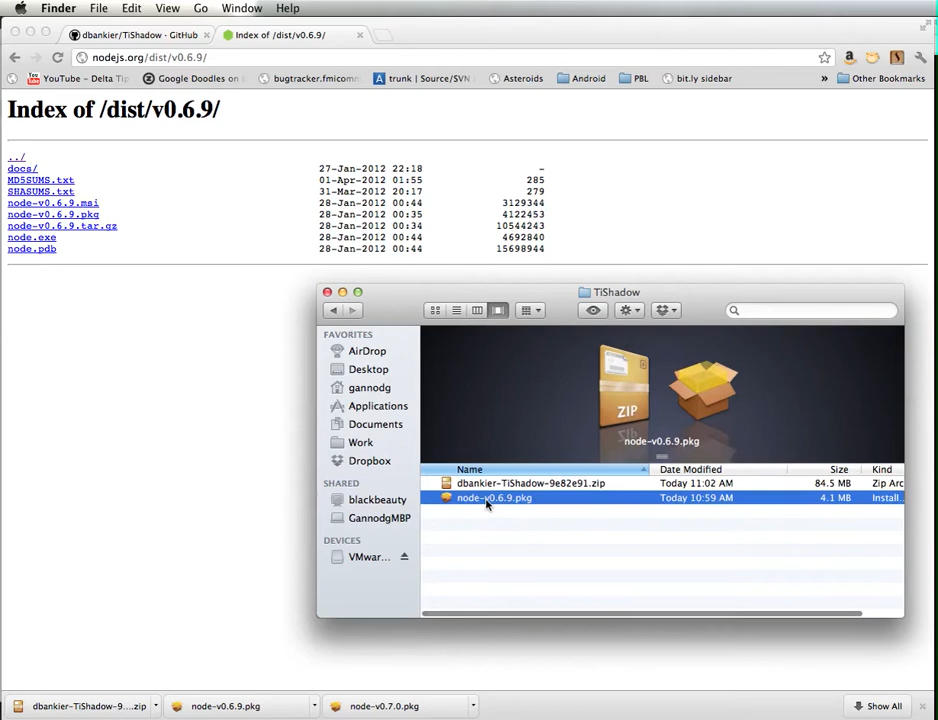 Finder File Edit View Go Window Help
dbankier/TiShadow · GitHub × Index of /dist/v0.6.9/ ×
nodejs.org/dist/v0.6.9/
YouTube - Delta Tip Google Doodles on bugtracker.fmicomm trunk | Source/SVN Asteroids Android PBL bit.ly sidebar » Other Bookmarks
Index of /dist/v0.6.9/
../
docs/ 27-Jan-2012 22:18 -
MD5SUMS.txt 01-Apr-2012 01:55 285
SHASUMS.txt 31-Mar-2012 20:17 279
node-v0.6.9.msi 28-Jan-2012 00:44 3129344
node-v0.6.9.pkg 28-Jan-2012 00:35 4122453
node-v0.6.9.tar.gz 28-Jan-2012 00:34 10544243
node.exe 28-Jan-2012 00:44 4692840
node.pdb 28-Jan-2012 00:44 15698944
TiShadow
FAVORITES
AirDrop
Desktop
gannodg
Applications
Documents
Work
Dropbox
SHARED
blackbeauty
GannodgMBP
DEVICES
VMwar...
ZIP
node-v0.6.9.pkg
Name Date Modified Size Kind
dbankier-TiShadow-9e82e91.zip Today 11:02 AM 84.5 MB Zip Arc
node-v0.6.9.pkg Today 10:59 AM 4.1 MB Install..
dbankier-TiShadow-9....zip node-v0.6.9.pkg node-v0.7.0.pkg Show All ×